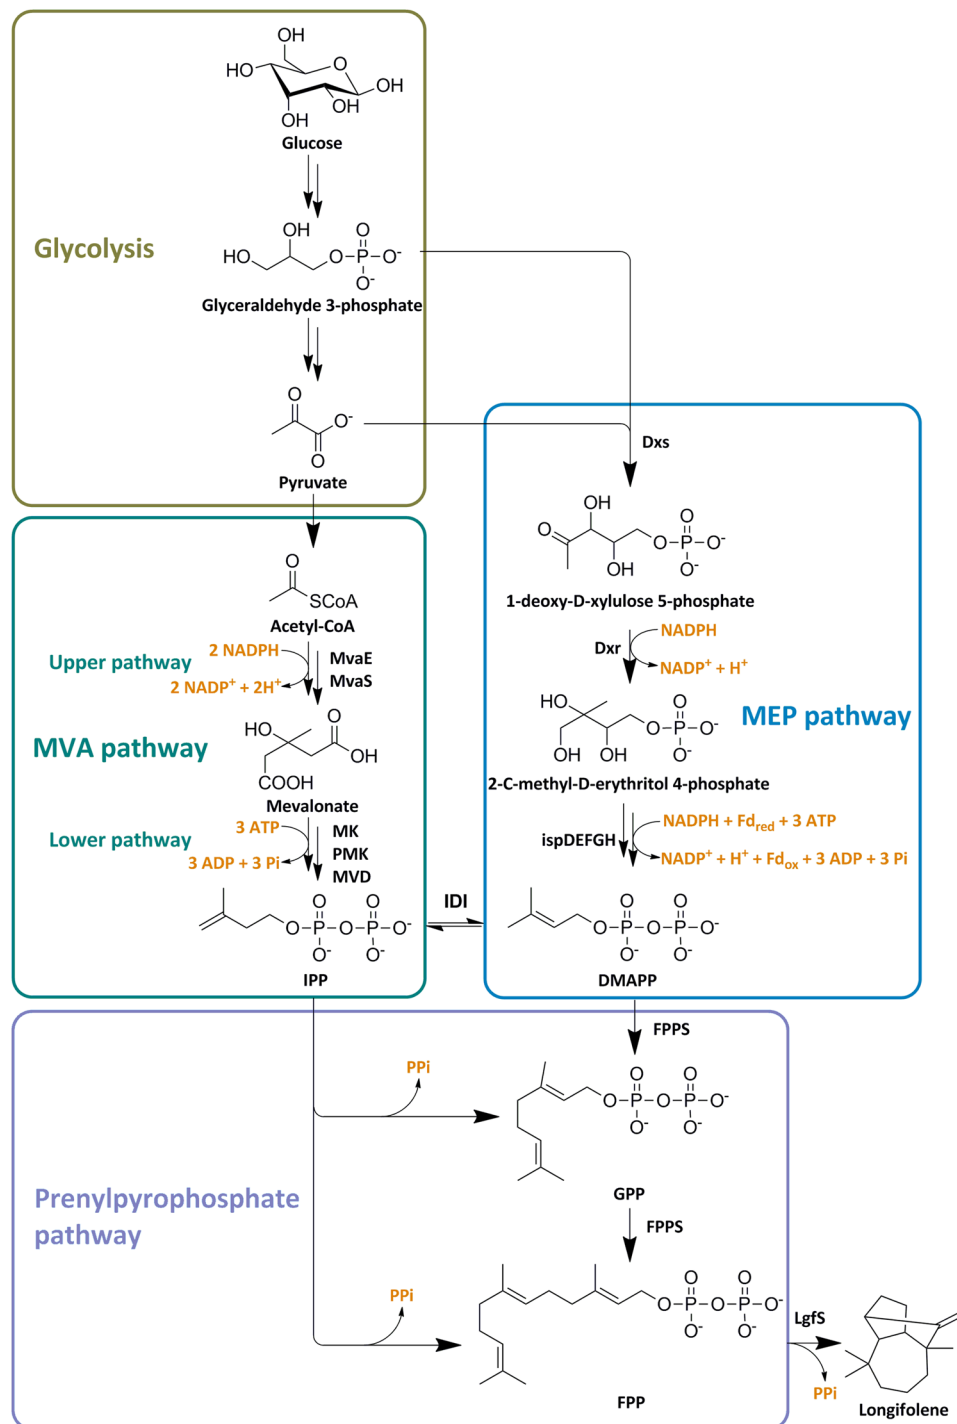 OH
HO
O
HO
OH
OH
OH
Glucose
Glycolysis
OH
HO
O
P
O
O-
O-
Glyceraldehyde 3-phosphate
O
O-
O
Pyruvate
Dxs
O
SCoA
Acetyl-CoA
OH
O
OH
O
P
O
O-
O-
1-deoxy-D-xylulose 5-phosphate
Upper pathway
2 NADPH
2 NADP+ + 2H+
MvaE
MvaS
Dxr
NADPH
NADP+ + H+
MVA pathway
HO
O
OH
COOH
Mevalonate
HO
OH
OH
O
P
O
O-
O-
MEP pathway
2-C-methyl-D-erythritol 4-phosphate
Lower pathway
3 ATP
3 ADP + 3 Pi
MK
PMK
MVD
ispDEFGH
NADPH + Fdred + 3 ATP
NADP+ + H+ + Fdox + 3 ADP + 3 Pi
O
P
O
O-
O
P
O
O-
O-
IPP
IDI
O
P
O
O-
O
P
O
O-
O-
DMAPP
FPPS
PPi
O
P
O
O-
O
P
O
O-
O-
GPP
Prenylpyrophosphate
pathway
FPPS
PPi
O
P
O
O-
O
P
O
O-
O-
FPP
LgfS
PPi
Longifolene